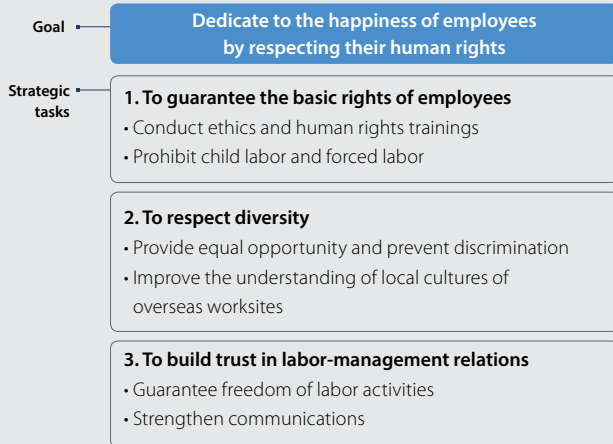 Goal
Dedicate to the happiness of employees
by respecting their human rights
Strategic
tasks
1. To guarantee the basic rights of employees
• Conduct ethics and human rights trainings
• Prohibit child labor and forced labor
2. To respect diversity
• Provide equal opportunity and prevent discrimination
• Improve the understanding of local cultures of
overseas worksites
3. To build trust in labor-management relations
• Guarantee freedom of labor activities
• Strengthen communications